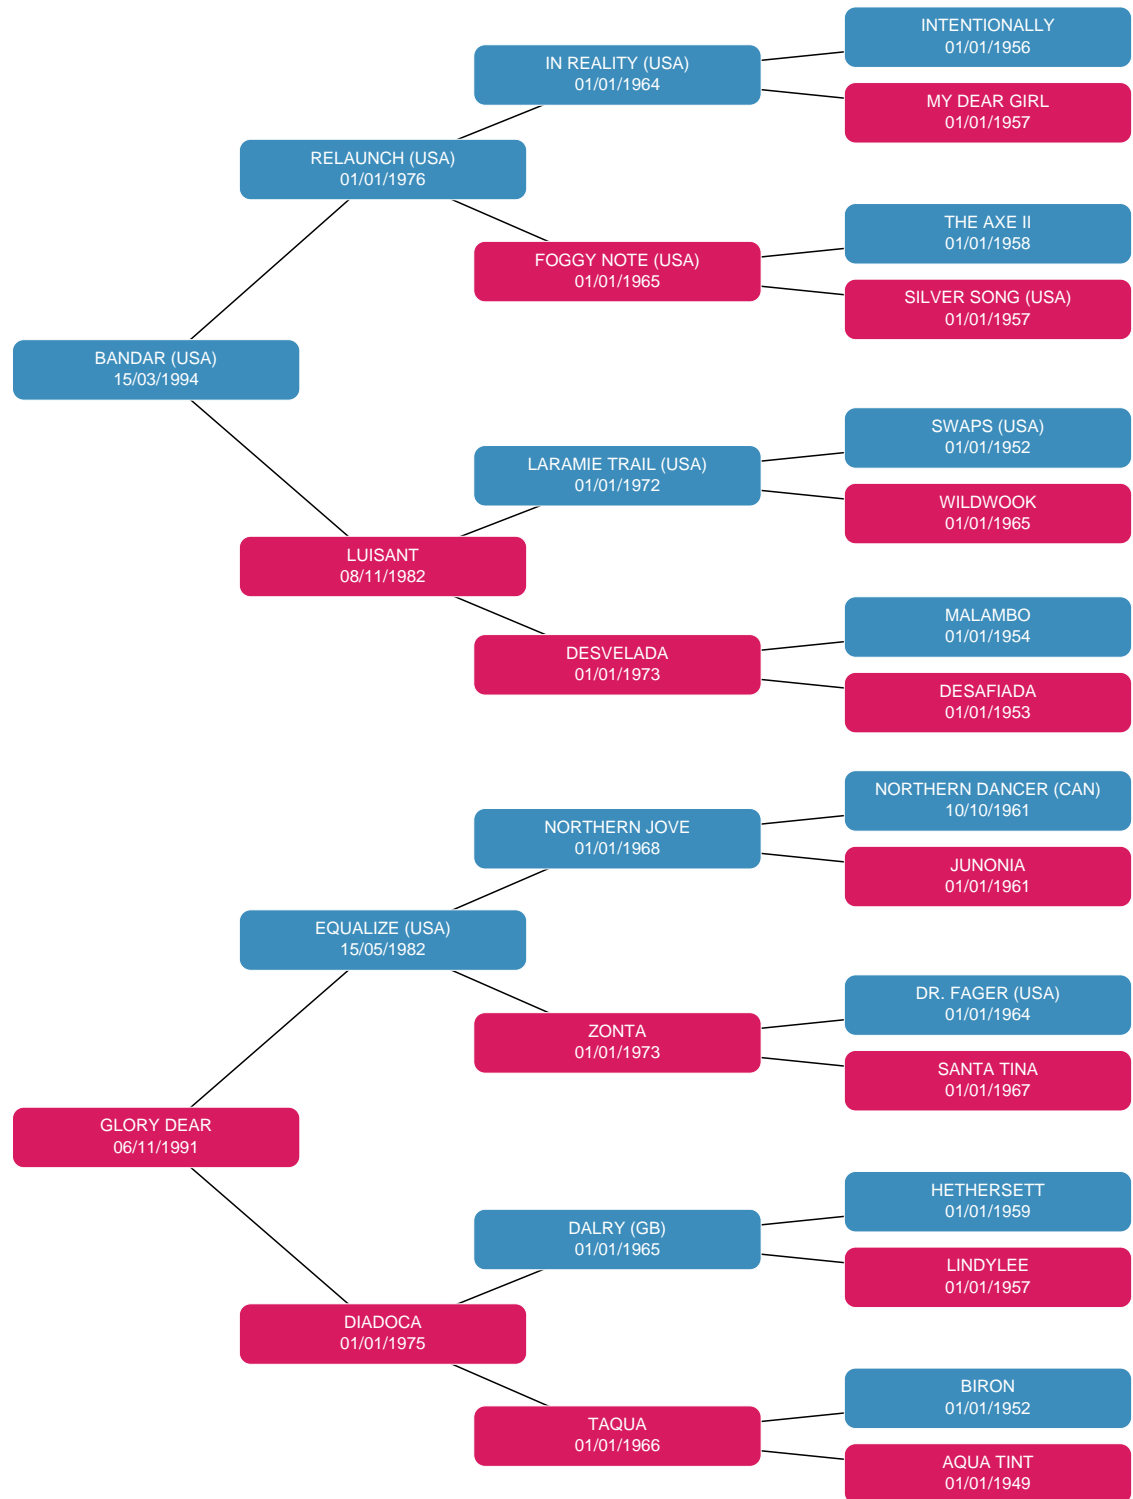 INTENTIONALLY
01/01/1956
IN REALITY (USA)
01/01/1964
MY DEAR GIRL
01/01/1957
RELAUNCH (USA)
01/01/1976
THE AXE II
01/01/1958
FOGGY NOTE (USA)
01/01/1965
SILVER SONG (USA)
01/01/1957
BANDAR (USA)
15/03/1994
SWAPS (USA)
01/01/1952
LARAMIE TRAIL (USA)
01/01/1972
WILDWOOK
01/01/1965
LUISANT
08/11/1982
MALAMBO
01/01/1954
DESVELADA
01/01/1973
DESAFIADA
01/01/1953
NORTHERN DANCER (CAN)
10/10/1961
NORTHERN JOVE
01/01/1968
JUNONIA
01/01/1961
EQUALIZE (USA)
15/05/1982
DR. FAGER (USA)
01/01/1964
ZONTA
01/01/1973
SANTA TINA
01/01/1967
GLORY DEAR
06/11/1991
HETHERSETT
01/01/1959
DALRY (GB)
01/01/1965
LINDYLEE
01/01/1957
DIADOCA
01/01/1975
BIRON
01/01/1952
TAQUA
01/01/1966
AQUA TINT
01/01/1949